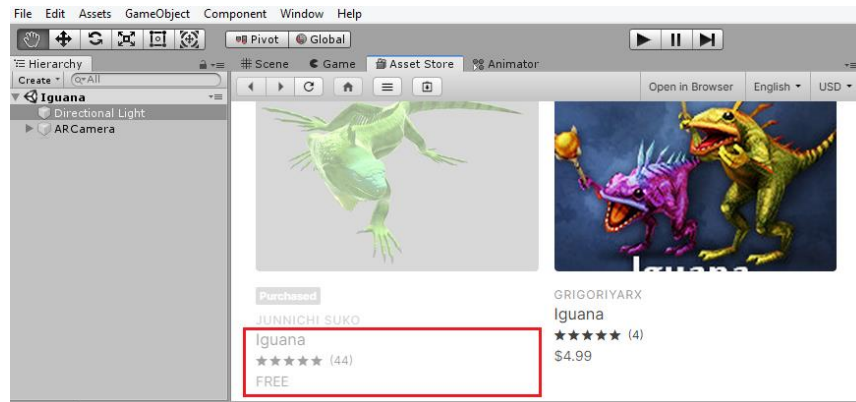 File Edit Assets GameObject Component Window Help
Pivot Global
Hierarchy
Create All
Iguana
Directional Light
ARCamera
Scene Game Asset Store Animator
Open in Browser English USD
Purchased
JUNNICHI SUKO
Iguana
★★★★★ (44)
FREE
Iguana
GRIGORIYARX
Iguana
★★★★★ (4)
$4.99